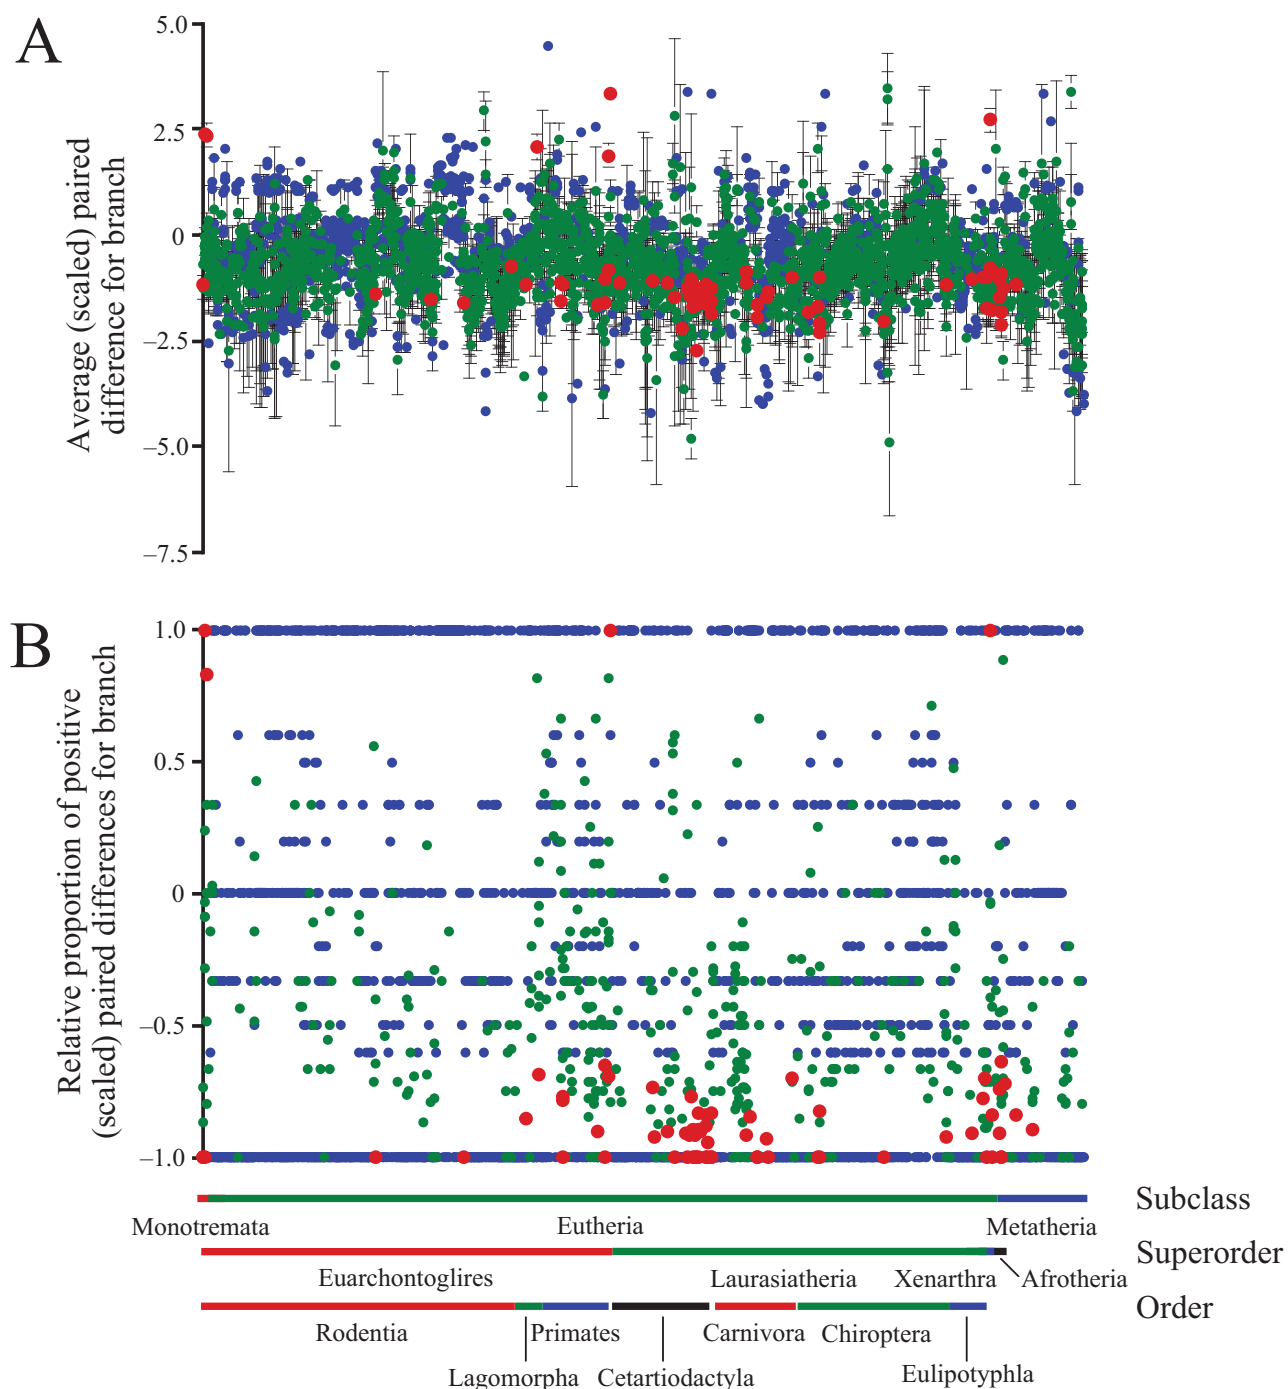 A
5.0
2.5
0
−2.5
−5.0
−7.5
Average (scaled) paired
difference for branch
B
1.0
0.5
0
−0.5
−1.0
Relative proportion of positive
(scaled) paired differences for branch
Subclass
Monotremata Eutheria Metatheria
Superorder
Euarchontoglires Laurasiatheria Xenarthra Afrotheria
Order
Rodentia Primates Carnivora Chiroptera
Lagomorpha Cetartiodactyla Eulipotyphla